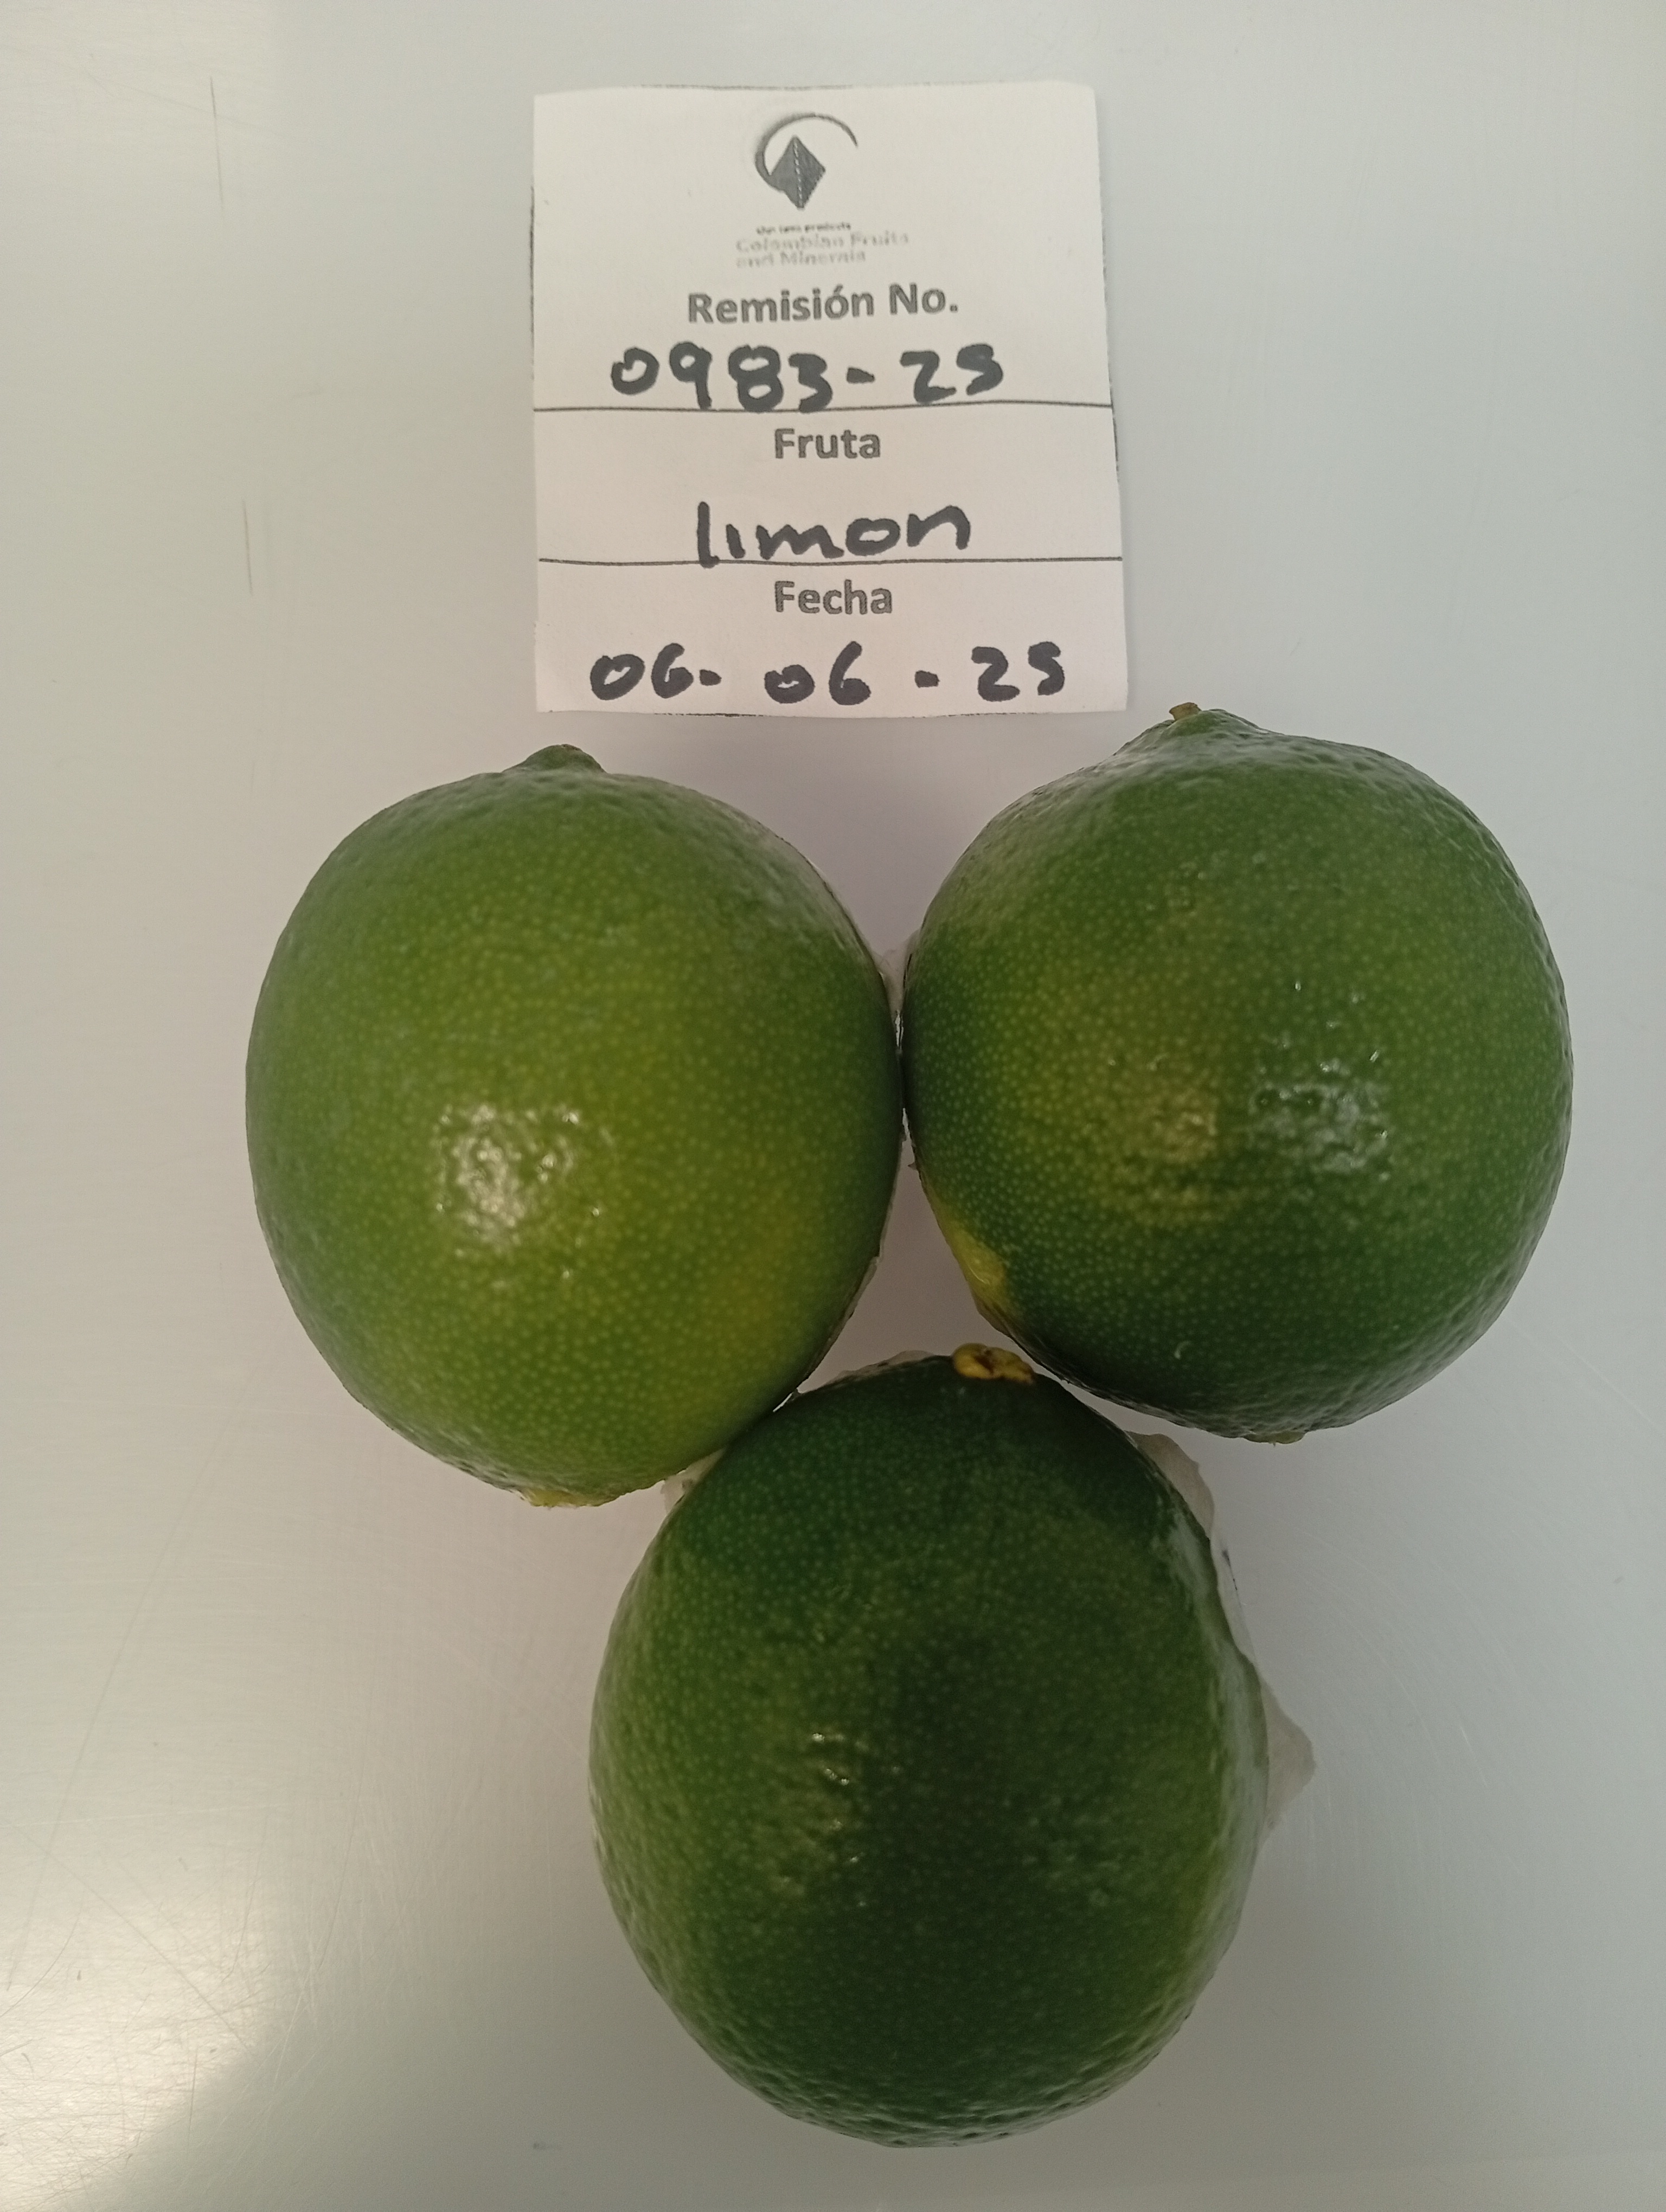 Colombian Fruits
and Minerals
Remisión No.
0983-25
Fruta
limon
Fecha
06-06-25